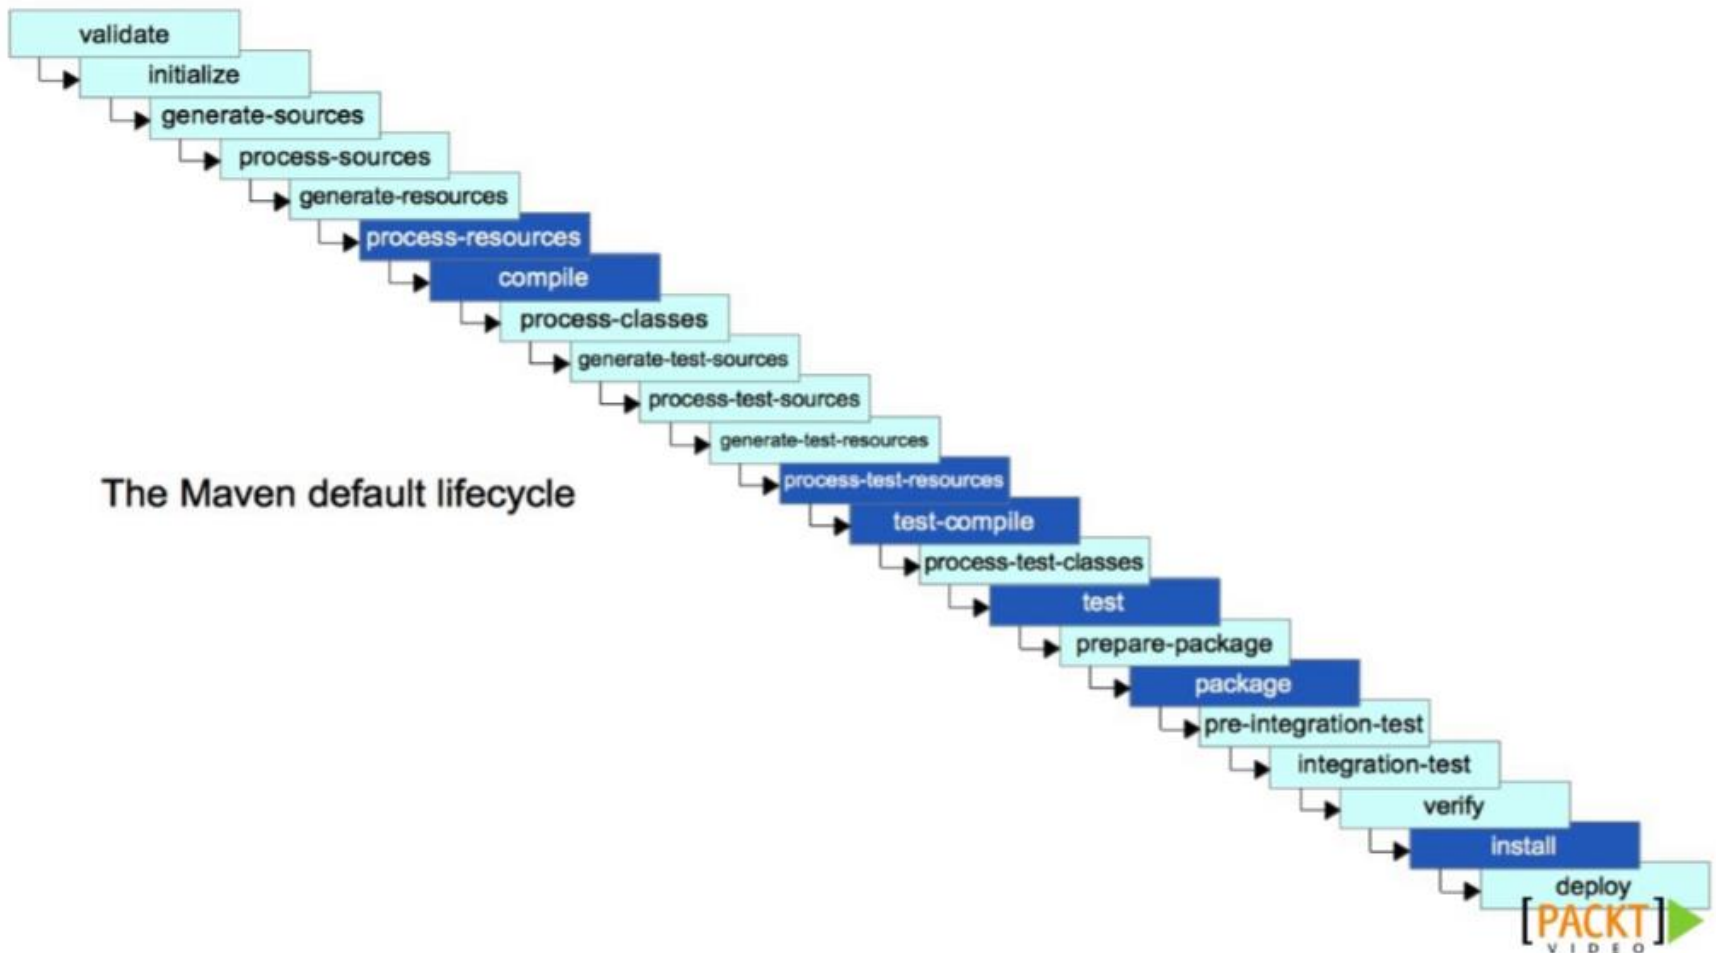 validate
initialize
generate-sources
process-sources
generate-resources
process-resources
compile
process-classes
generate-test-sources
process-test-sources
generate-test-resources
process-test-resources
The Maven default lifecycle
test-compile
process-test-classes
test
prepare-package
package
pre-integration-test
integration-test
verify
install
deploy
[PACKT]
VIDEO